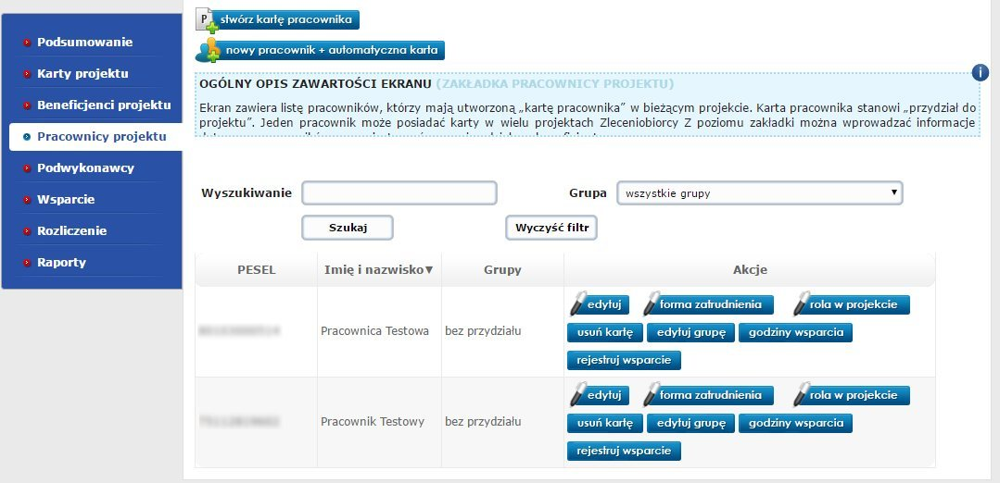 stwórz kartę pracownika
nowy pracownik + automatyczna karta
Podsumowanie
Karty projektu
Beneficjenci projektu
Pracownicy projektu
Podwykonawcy
Wsparcie
Rozliczenie
Raporty
OGÓLNY OPIS ZAWARTOŚCI EKRANU (ZAKŁADKA PRACOWNICY PROJEKTU)
Ekran zawiera listę pracowników, którzy mają utworzoną „kartę pracownika” w bieżącym projekcie. Karta pracownika stanowi „przydział do
projektu”. Jeden pracownik może posiadać karty w wielu projektach Zleceniobiorcy Z poziomu zakładki można wprowadzać informacje
Wyszukiwanie
Grupa wszystkie grupy
Szukaj Wyczyść filtr
PESEL Imię i nazwisko▼ Grupy Akcje
edytuj forma zatrudnienia rola w projekcie
Pracownica Testowa bez przydziału usuń kartę edytuj grupę godziny wsparcia
rejestruj wsparcie
edytuj forma zatrudnienia rola w projekcie
Pracownik Testowy bez przydziału usuń kartę edytuj grupę godziny wsparcia
rejestruj wsparcie